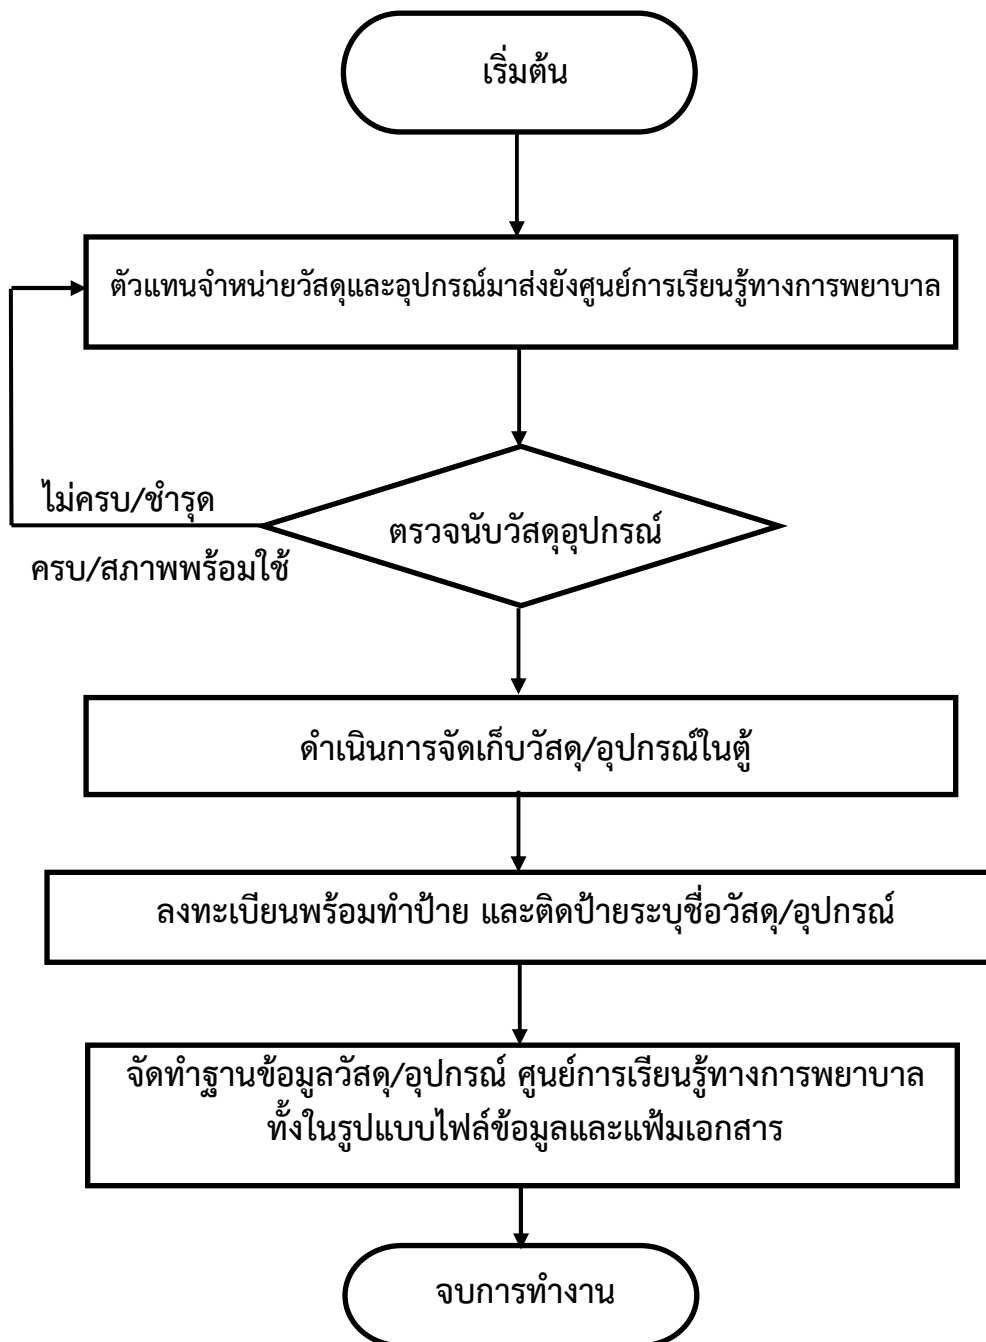 เริ่มต้น
ตัวแทนจำหน่ายวัสดุและอุปกรณ์มาส่งยังศูนย์การเรียนรู้ทางการพยาบาล
ไม่ครบ/ชำรุด
ตรวจนับวัสดุอุปกรณ์
ครบ/สภาพพร้อมใช้
ดำเนินการจัดเก็บวัสดุ/อุปกรณ์ในตู้
ลงทะเบียนพร้อมทำป้าย และติดป้ายระบุชื่อวัสดุ/อุปกรณ์
จัดทำฐานข้อมูลวัสดุ/อุปกรณ์ ศูนย์การเรียนรู้ทางการพยาบาล
ทั้งในรูปแบบไฟล์ข้อมูลและแฟ้มเอกสาร
จบการทำงาน